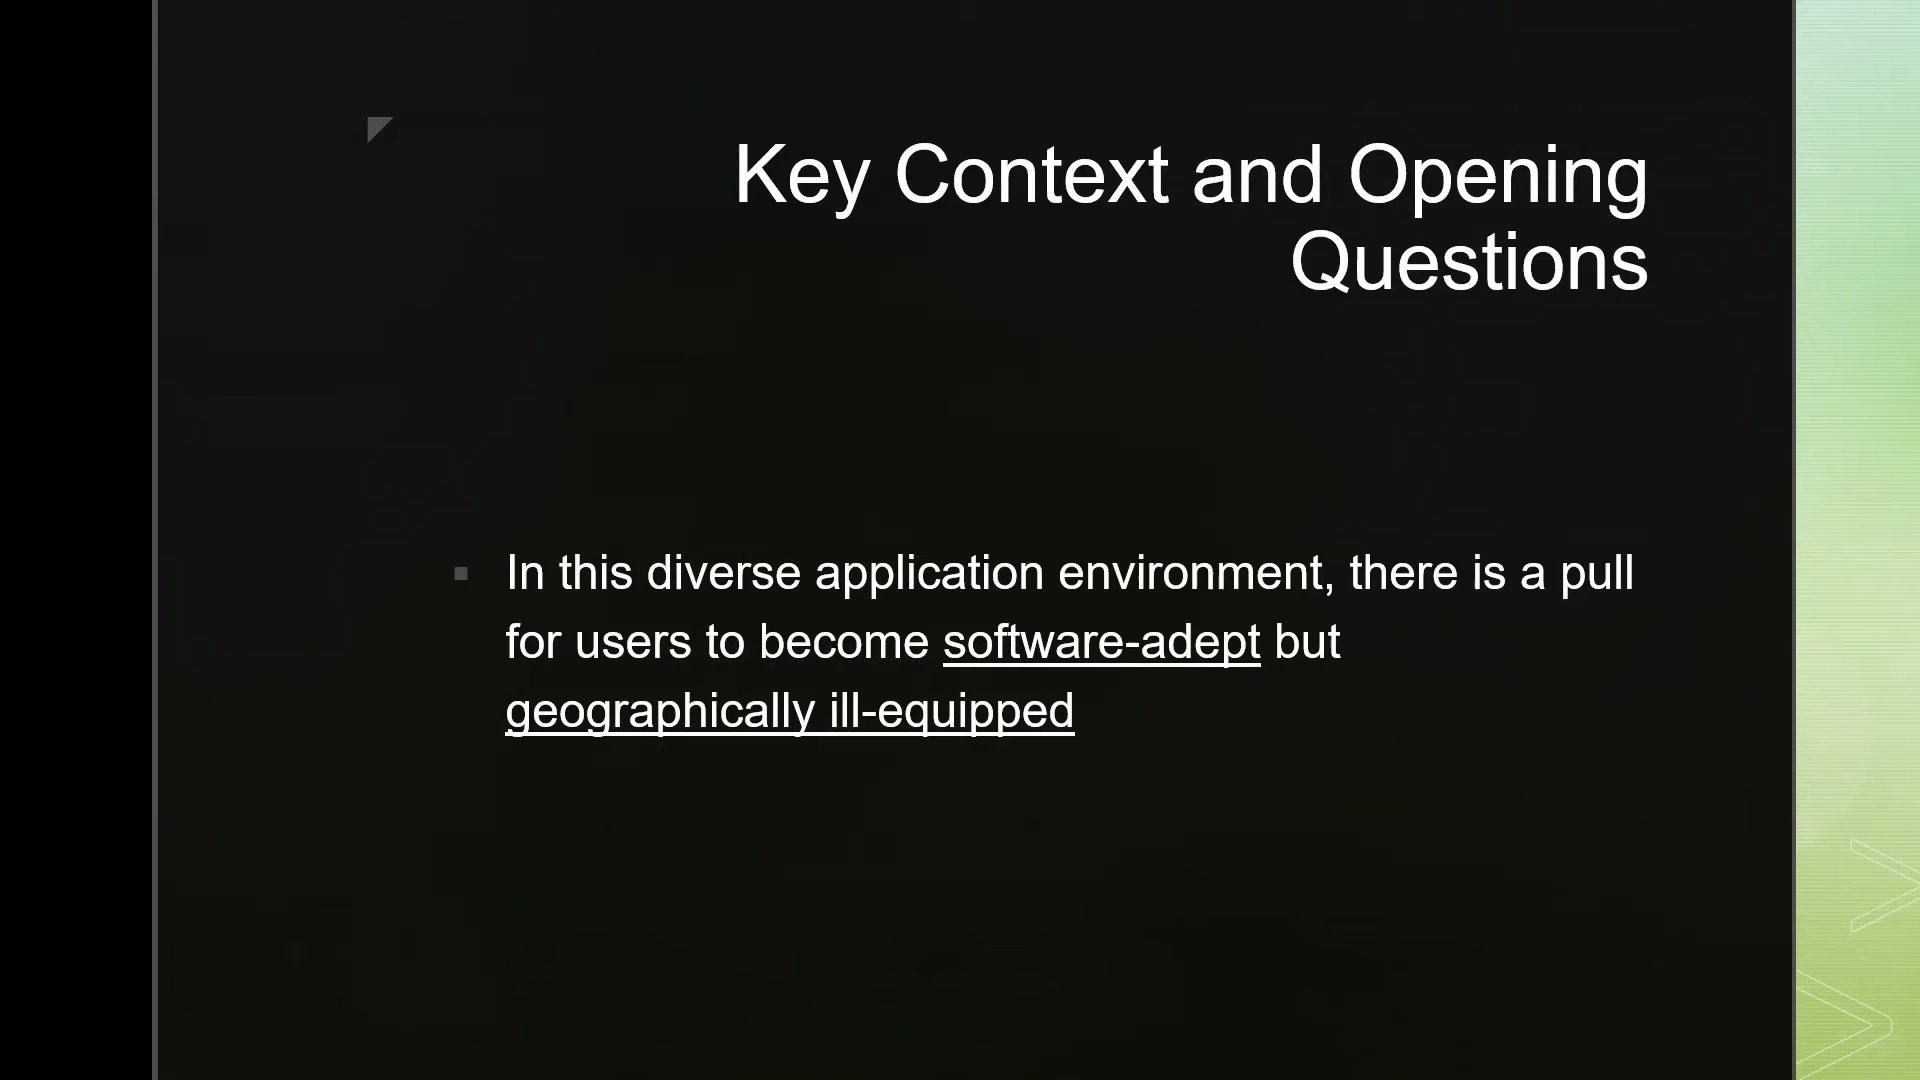 Key Context and Opening
Questions
In this diverse application environment, there is a pull
for users to become software-adept but
geographically ill-equipped